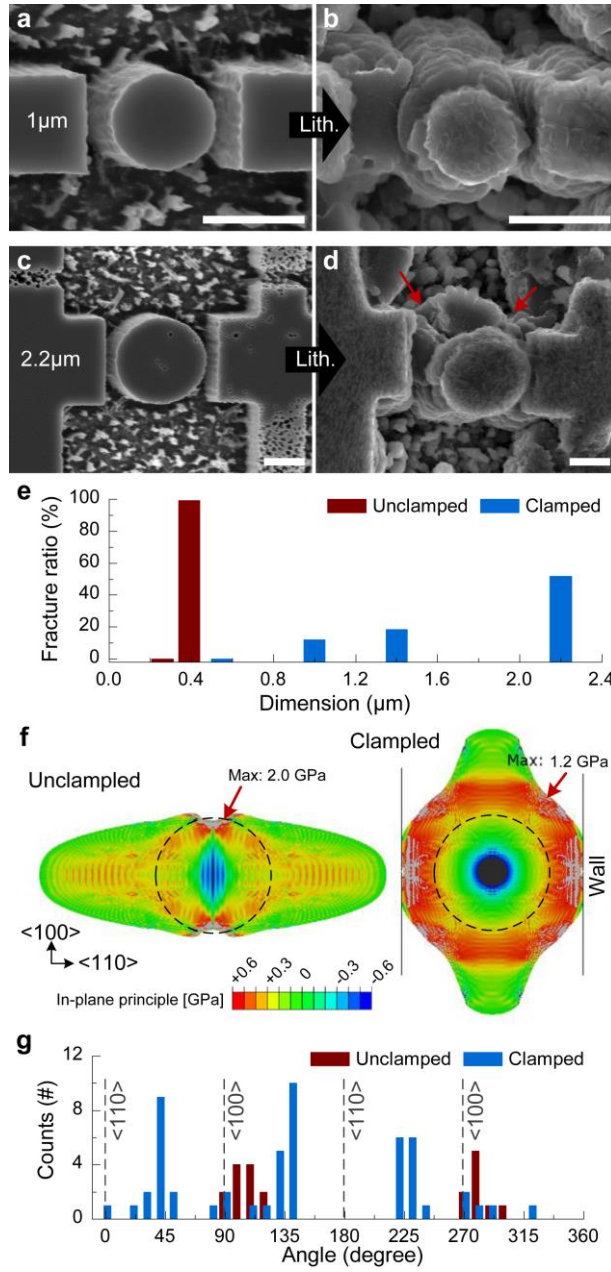 a
b
1µm
Lith.
c
d
2.2µm
Lith.
e
Fracture ratio (%)
100
80
60
40
20
0
Unclamped
Clamped
0.0
0.4
0.8
1.2
1.6
2.0
2.4
Dimension (µm)
f
Clampled
Unclamped
Max: 2.0 GPa
Max: 1.2 GPa
Wall
<100>
<110>
In-plane principle [GPa]
+0.6
+0.3
0
-0.3
-0.6
g
Counts (#)
12
8
4
0
Unclamped
Clamped
<110>
<100>
<110>
<100>
0
45
90
135
180
225
270
315
360
Angle (degree)